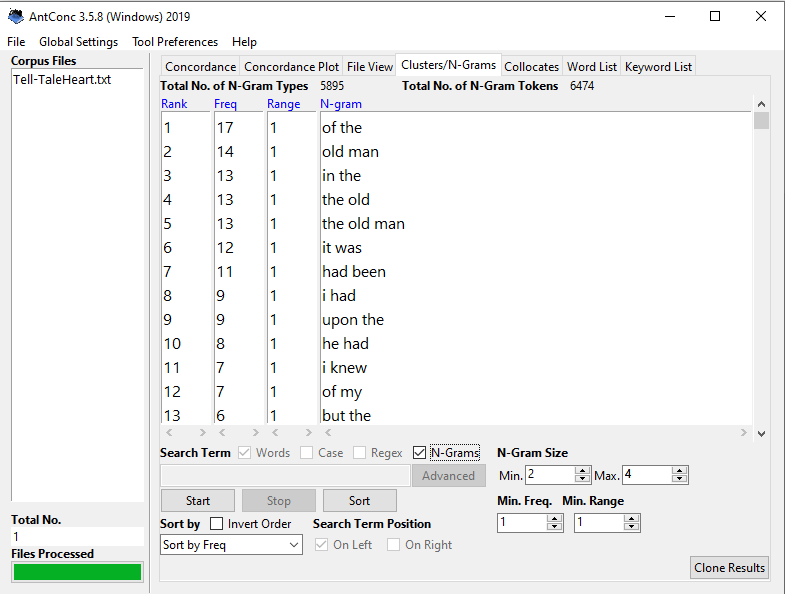 AntConc 3.5.8 (Windows) 2019
File Global Settings Tool Preferences Help
Corpus Files
Tell-TaleHeart.txt
Concordance Concordance Plot File View Clusters/N-Grams Collocates Word List Keyword List
Total No. of N-Gram Types 5895 Total No. of N-Gram Tokens 6474
Rank Freq Range N-gram
1 17 1 of the
2 14 1 old man
3 13 1 in the
4 13 1 the old
5 13 1 the old man
6 12 1 it was
7 11 1 had been
8 9 1 i had
9 9 1 upon the
10 8 1 he had
11 7 1 i knew
12 7 1 of my
13 6 1 but the
Search Term Words Case Regex N-Grams N-Gram Size
Advanced Min. 2 Max. 4
Start Stop Sort Min. Freq. Min. Range
Total No. Sort by Invert Order Search Term Position 1 1
1
Files Processed Sort by Freq On Left On Right
Clone Results